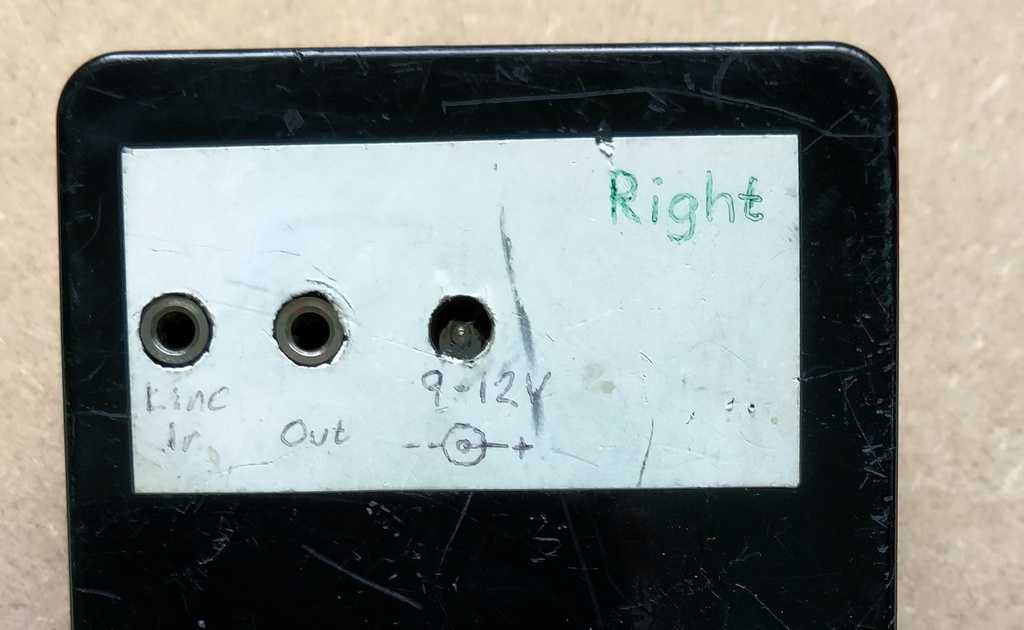 Right
Line
In
Out
9-12V
- +